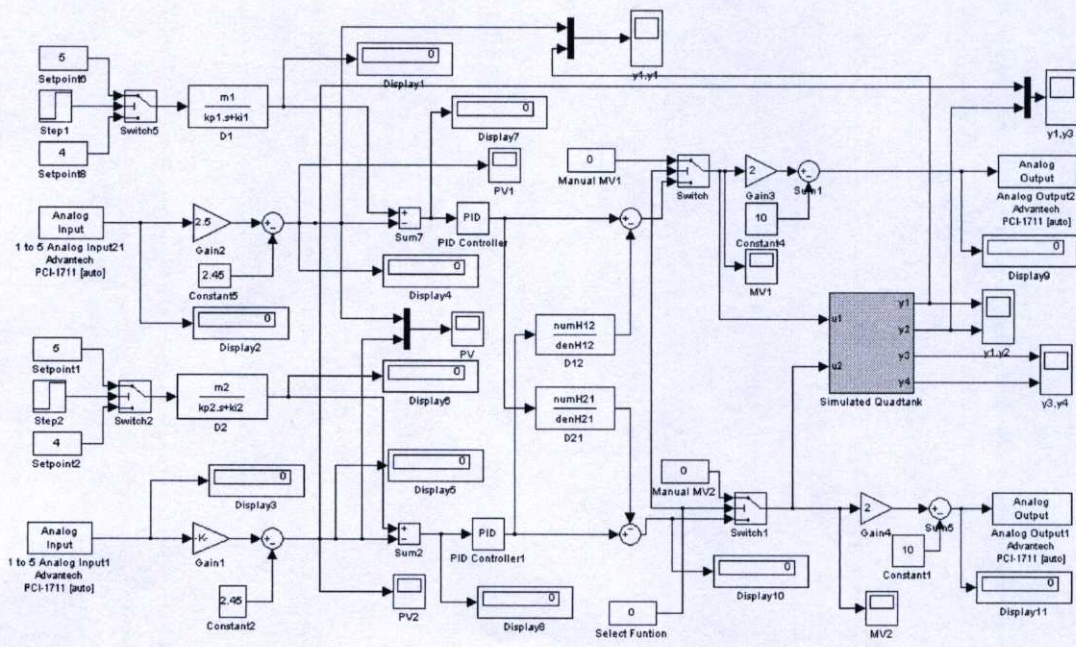 5
Setpoint6
Step1
4
Setpoint8
Switch5
m1
kp1.s+ki1
D1
0
Display1
y1,y1
y1,y3
0
Display7
PV1
0
Manual MV1
Switch
2
Gain3
Sum1
Analog
Output
Analog Output2
Advantech
PCI-1711 [auto]
Analog
Input
1 to 5 Analog Input21
Advantech
PCI-1711 [auto]
2.5
Gain2
2.45
Constant5
Sum7
PID
PID Controller
10
Constant4
MV1
0
Display9
0
Display4
0
Display2
PV
numH12
denH12
D12
u1
u2
y1
y2
y3
y4
Simulated Quadtank
y1,y2
y3,y4
5
Setpoint1
Step2
4
Setpoint2
Switch2
m2
kp2.s+ki2
D2
0
Display6
numH21
denH21
D21
0
Display3
0
Display5
0
Manual MV2
Switch1
2
Gain4
Sum5
Analog
Output
Analog Output1
Advantech
PCI-1711 [auto]
Analog
Input
1 to 5 Analog Input1
Advantech
PCI-1711 [auto]
-K-
Gain1
2.45
Constant2
Sum2
PID
PID Controller1
10
Constant1
0
Display10
0
Display11
PV2
0
Display8
0
Select Funtion
MV2